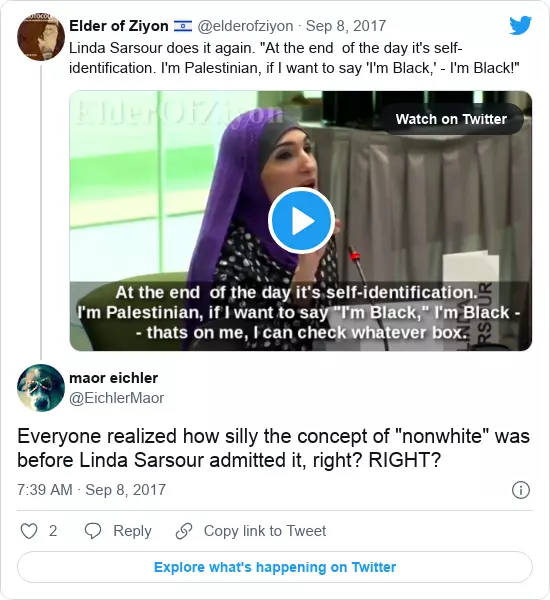 Elder of Ziyon 🇮🇱 @elderofziyon · Sep 8, 2017
Linda Sarsour does it again. "At the end of the day it's self-
identification. I'm Palestinian, if I want to say 'I'm Black,' - I'm Black!"
Elder Of Ziyon
Watch on Twitter
At the end of the day it's self-identification.
I'm Palestinian, if I want to say "I'm Black," I'm Black -
- thats on me, I can check whatever box.
maor eichler
@EichlerMaor
Everyone realized how silly the concept of "nonwhite" was
before Linda Sarsour admitted it, right? RIGHT?
7:39 AM · Sep 8, 2017
2 Reply Copy link to Tweet
Explore what's happening on Twitter